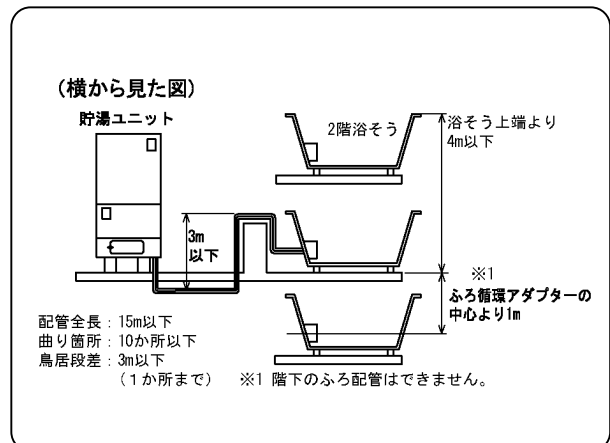 (横から見た図)
貯湯ユニット
2階浴そう
浴そう上端より
4m以下
3m
以下
※1
ふろ循環アダプターの
中心より1m
配管全長：15m以下
曲り箇所：10か所以下
鳥居段差：3m以下
(1か所まで)
※1 階下のふろ配管はできません。